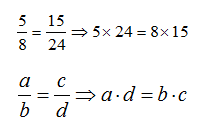 5/8 = 15/24 ⇒ 5 × 24 = 8 × 15
a/b = c/d ⇒ a · d = b · c